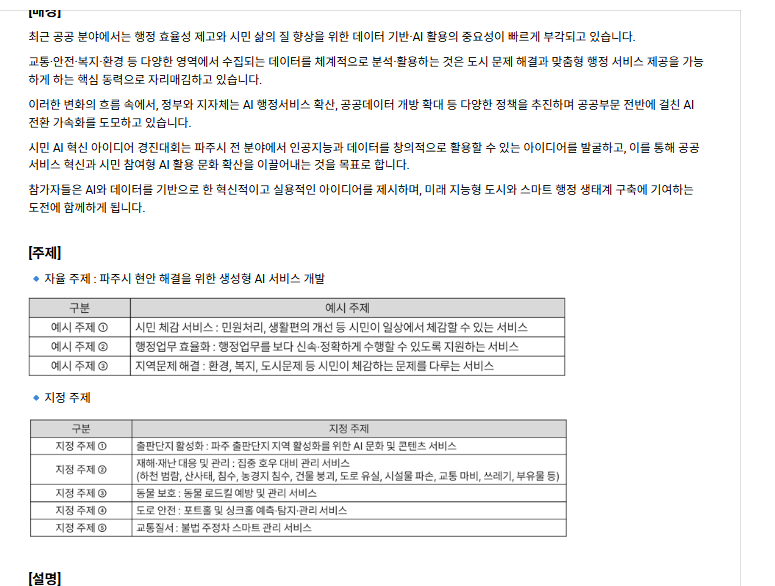 [배경]
최근 공공 분야에서는 행정 효율성 제고와 시민 삶의 질 향상을 위한 데이터 기반·AI 활용의 중요성이 빠르게 부각되고 있습니다.
교통·안전·복지·환경 등 다양한 영역에서 수집되는 데이터를 체계적으로 분석·활용하는 것은 도시 문제 해결과 맞춤형 행정 서비스 제공을 가능
하게 하는 핵심 동력으로 자리매김하고 있습니다.
이러한 변화의 흐름 속에서, 정부와 지자체는 AI 행정서비스 확산, 공공데이터 개방 확대 등 다양한 정책을 추진하며 공공부문 전반에 걸친 AI
전환 가속화를 도모하고 있습니다.
시민 AI 혁신 아이디어 경진대회는 파주시 전 분야에서 인공지능과 데이터를 창의적으로 활용할 수 있는 아이디어를 발굴하고, 이를 통해 공공
서비스 혁신과 시민 참여형 AI 활용 문화 확산을 이끌어내는 것을 목표로 합니다.
참가자들은 AI와 데이터를 기반으로 한 혁신적이고 실용적인 아이디어를 제시하며, 미래 지능형 도시와 스마트 행정 생태계 구축에 기여하는
도전에 함께하게 됩니다.
[주제]
자율 주제 : 파주시 현안 해결을 위한 생성형 AI 서비스 개발
구분 예시 주제
예시 주제 ① 시민 체감 서비스 : 민원처리, 생활편의 개선 등 시민이 일상에서 체감할 수 있는 서비스
예시 주제 ② 행정업무 효율화 : 행정업무를 보다 신속·정확하게 수행할 수 있도록 지원하는 서비스
예시 주제 ③ 지역문제 해결 : 환경, 복지, 도시문제 등 시민이 체감하는 문제를 다루는 서비스
지정 주제
구분 지정 주제
지정 주제 ① 출판단지 활성화 : 파주 출판단지 지역 활성화를 위한 AI 문화 및 콘텐츠 서비스
지정 주제 ② 재해·재난 대응 및 관리 : 집중 호우 대비 관리 서비스
(하천 범람, 산사태, 침수, 농경지 침수, 건물 붕괴, 도로 유실, 시설물 파손, 교통 마비, 쓰레기, 부유물 등)
지정 주제 ③ 동물 보호 : 동물 로드킬 예방 및 관리 서비스
지정 주제 ④ 도로 안전 : 포트홀 및 싱크홀 예측·탐지·관리 서비스
지정 주제 ⑤ 교통질서 : 불법 주정차 스마트 관리 서비스
[설명]